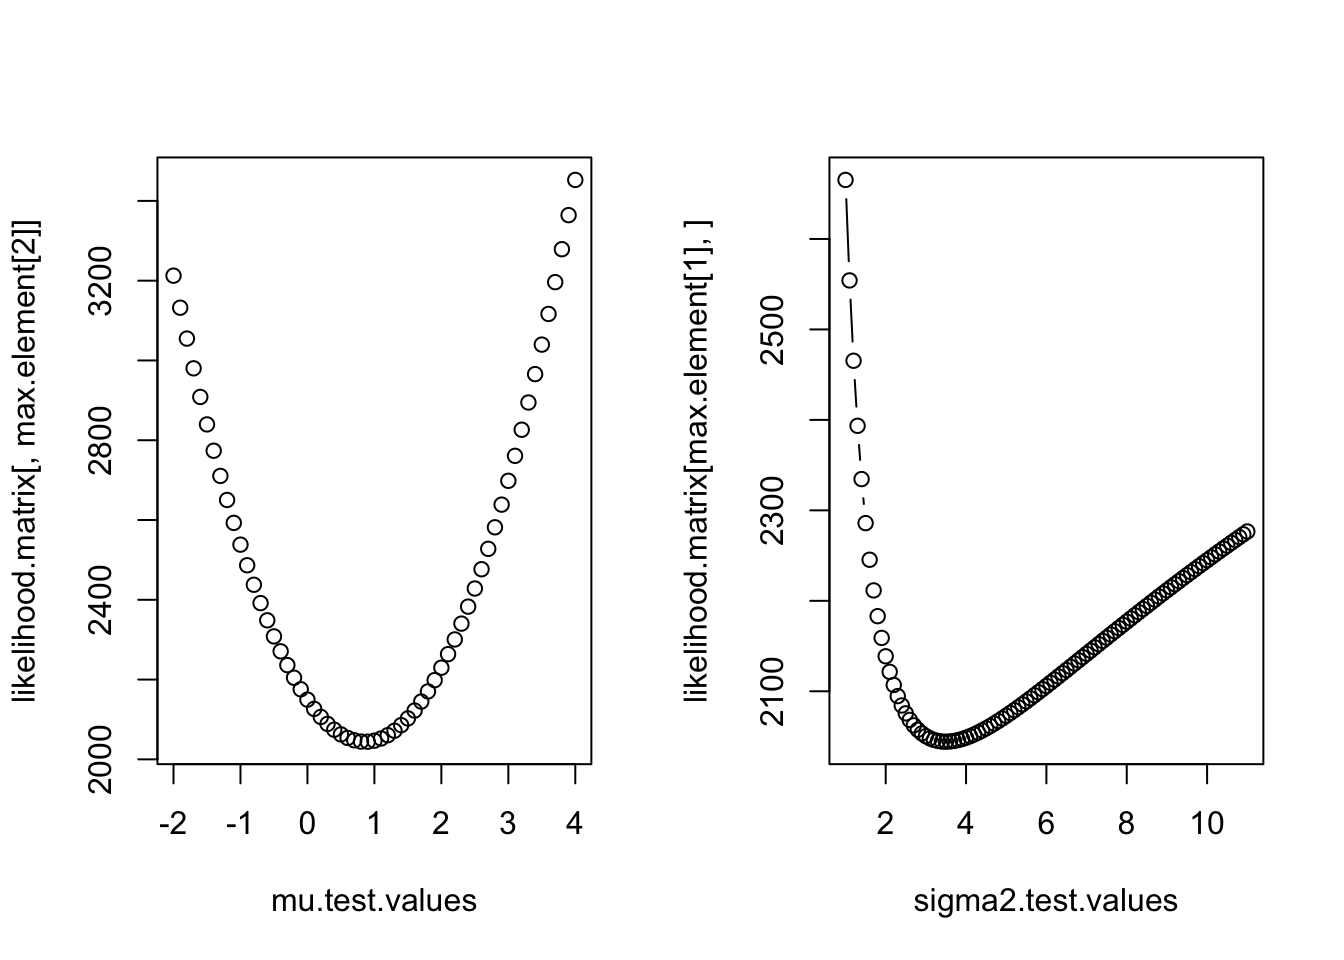 likelihood.matrix[, max.element[2]]
3200
2800
2400
2000
-2 -1 0 1 2 3 4
mu.test.values
likelihood.matrix[max.element[1], ]
2500
2300
2100
2 4 6 8 10
sigma2.test.values